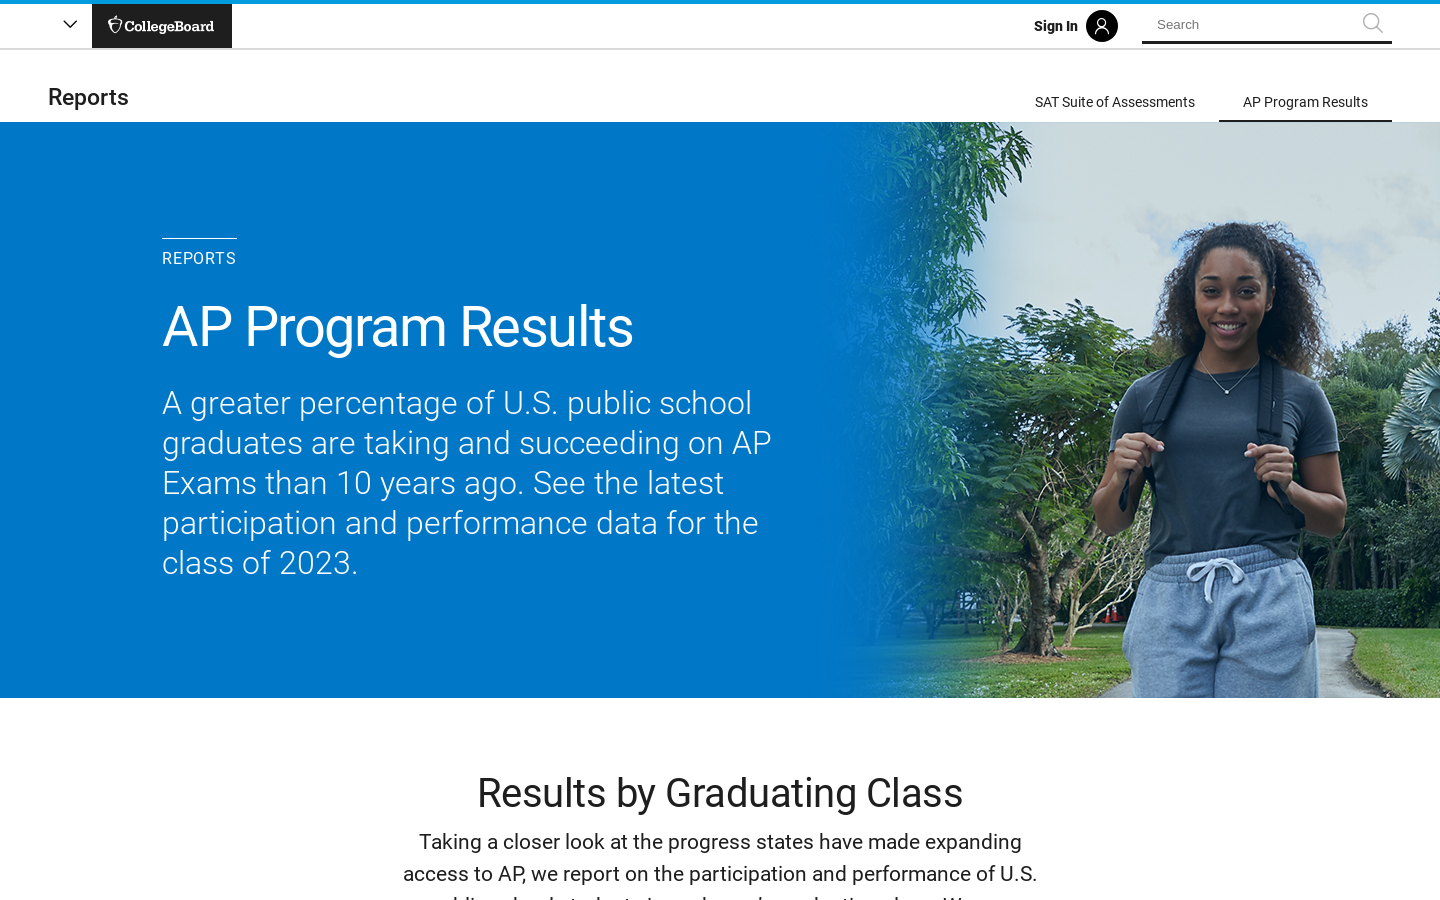 CollegeBoard
Sign In
Search
Reports
SAT Suite of Assessments
AP Program Results
REPORTS
AP Program Results
A greater percentage of U.S. public school
graduates are taking and succeeding on AP
Exams than 10 years ago. See the latest
participation and performance data for the
class of 2023.
Results by Graduating Class
Taking a closer look at the progress states have made expanding
access to AP, we report on the participation and performance of U.S.